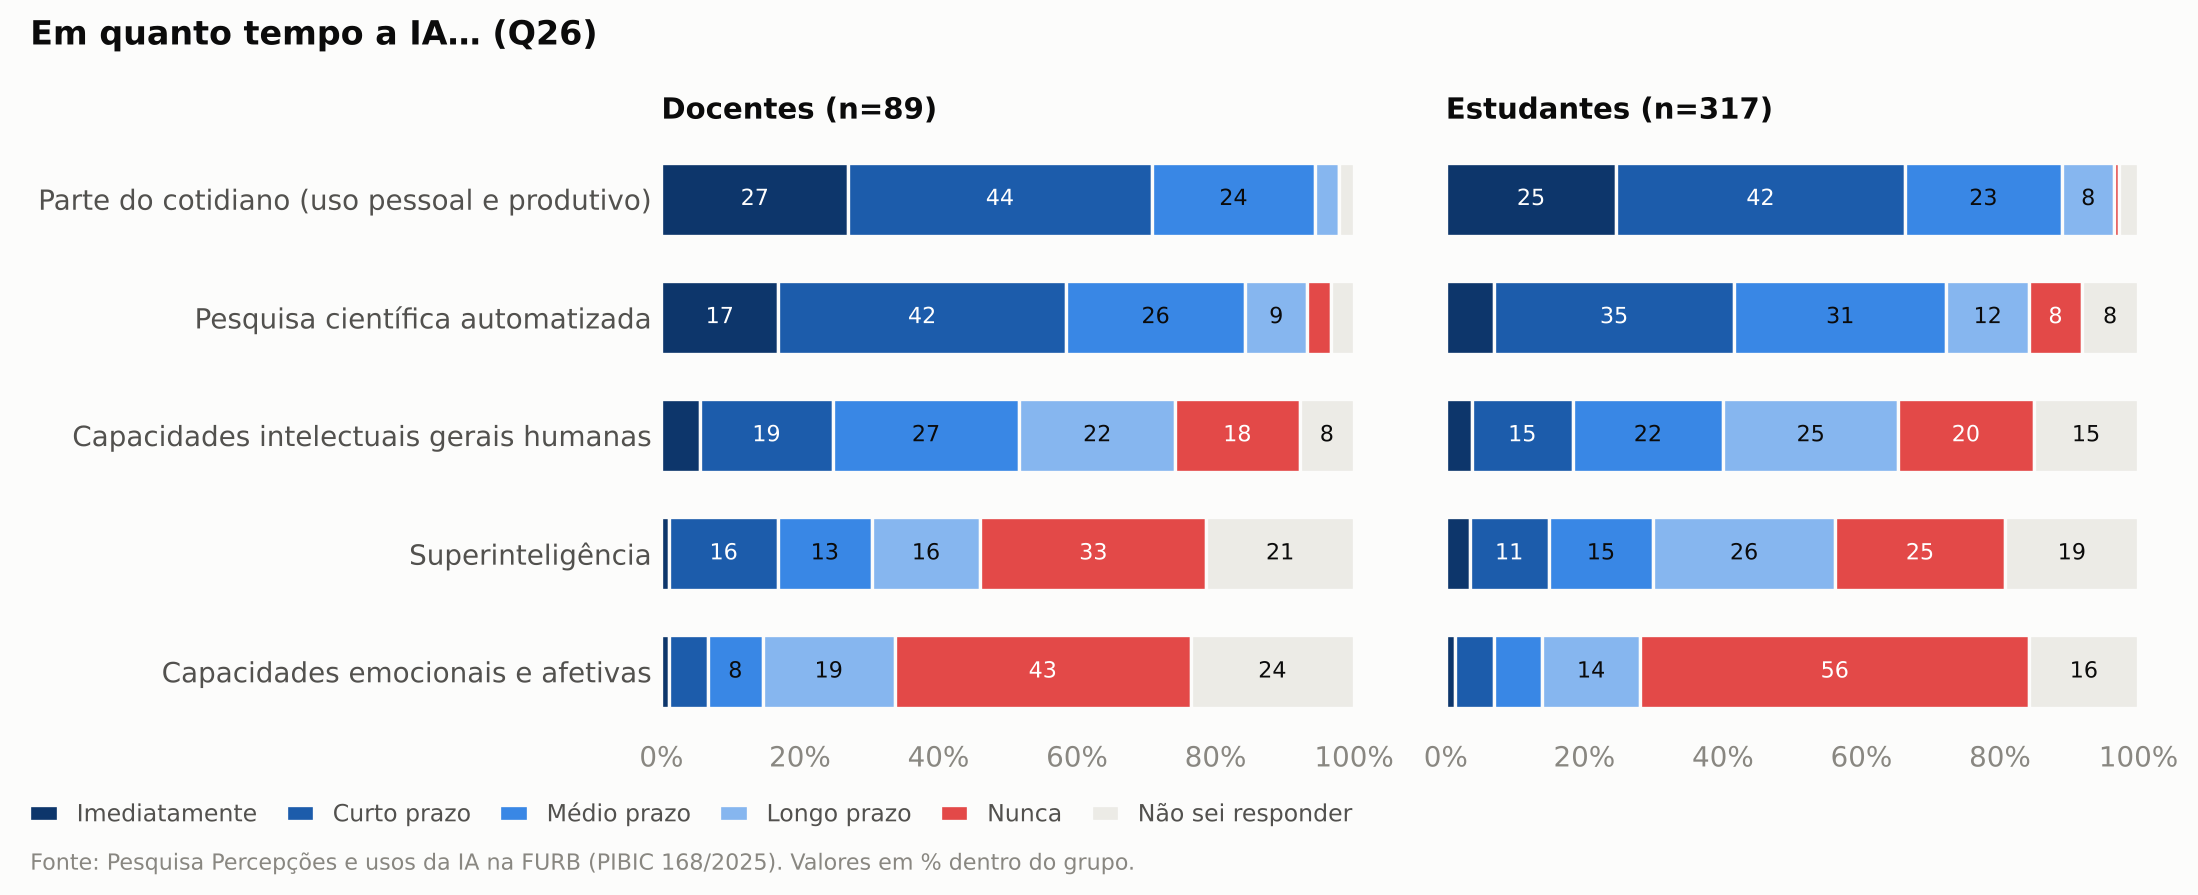 Em quanto tempo a IA... (Q26)
Docentes (n=89)
Estudantes (n=317)
Parte do cotidiano (uso pessoal e produtivo)
27 44 24
25 42 23 8
Pesquisa científica automatizada
17 42 26 9
35 31 12 8 8
Capacidades intelectuais gerais humanas
19 27 22 18 8
15 22 25 20 15
Superinteligência
16 13 16 33 21
11 15 26 25 19
Capacidades emocionais e afetivas
8 19 43 24
14 56 16
0% 20% 40% 60% 80% 100%
0% 20% 40% 60% 80% 100%
Imediatamente Curto prazo Médio prazo Longo prazo Nunca Não sei responder
Fonte: Pesquisa Percepções e usos da IA na FURB (PIBIC 168/2025). Valores em % dentro do grupo.